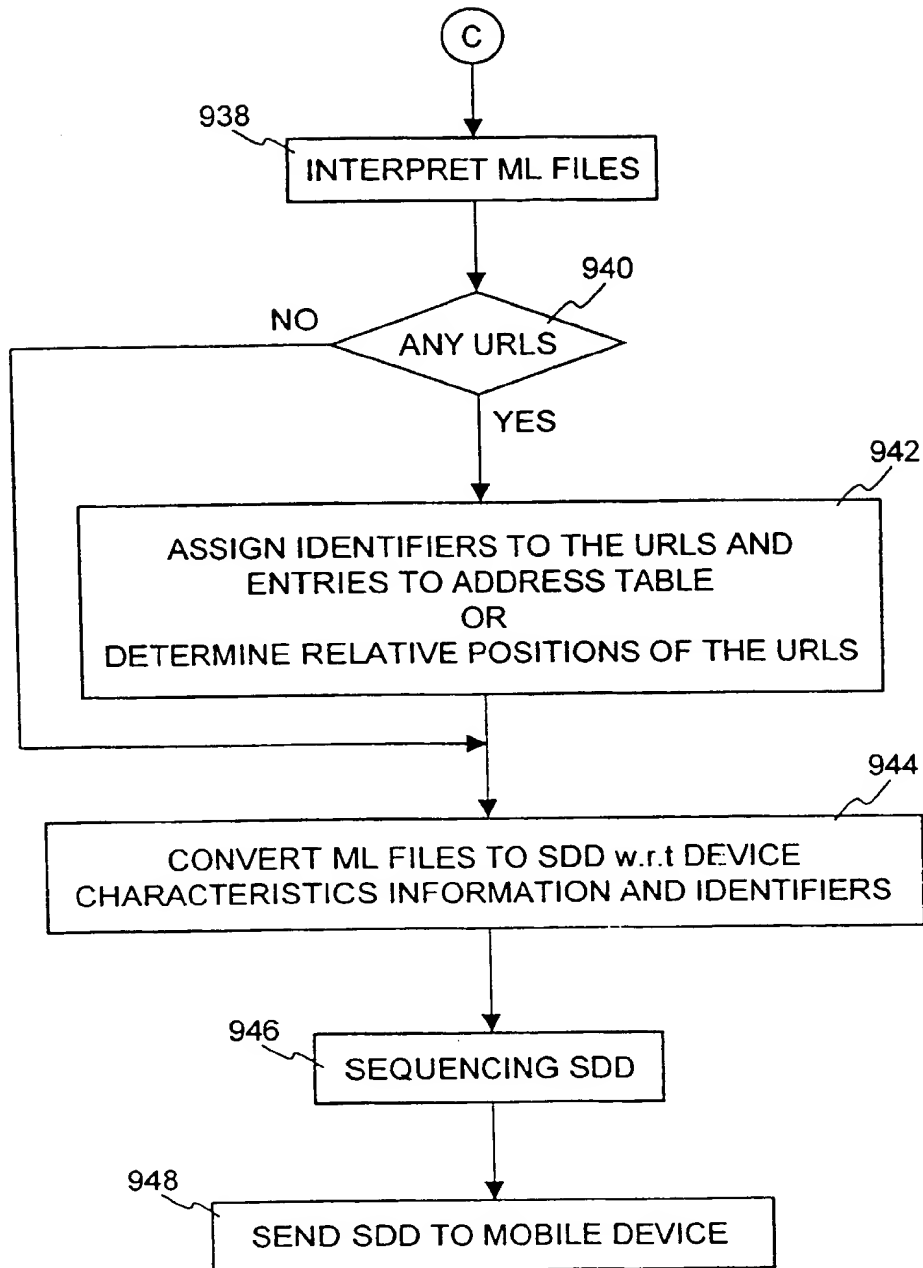 C
938
INTERPRET ML FILES
940
NO
ANY URLS
YES
942
ASSIGN IDENTIFIERS TO THE URLS AND
ENTRIES TO ADDRESS TABLE
OR
DETERMINE RELATIVE POSITIONS OF THE URLS
944
CONVERT ML FILES TO SDD w.r.t DEVICE
CHARACTERISTICS INFORMATION AND IDENTIFIERS
946
SEQUENCING SDD
948
SEND SDD TO MOBILE DEVICE